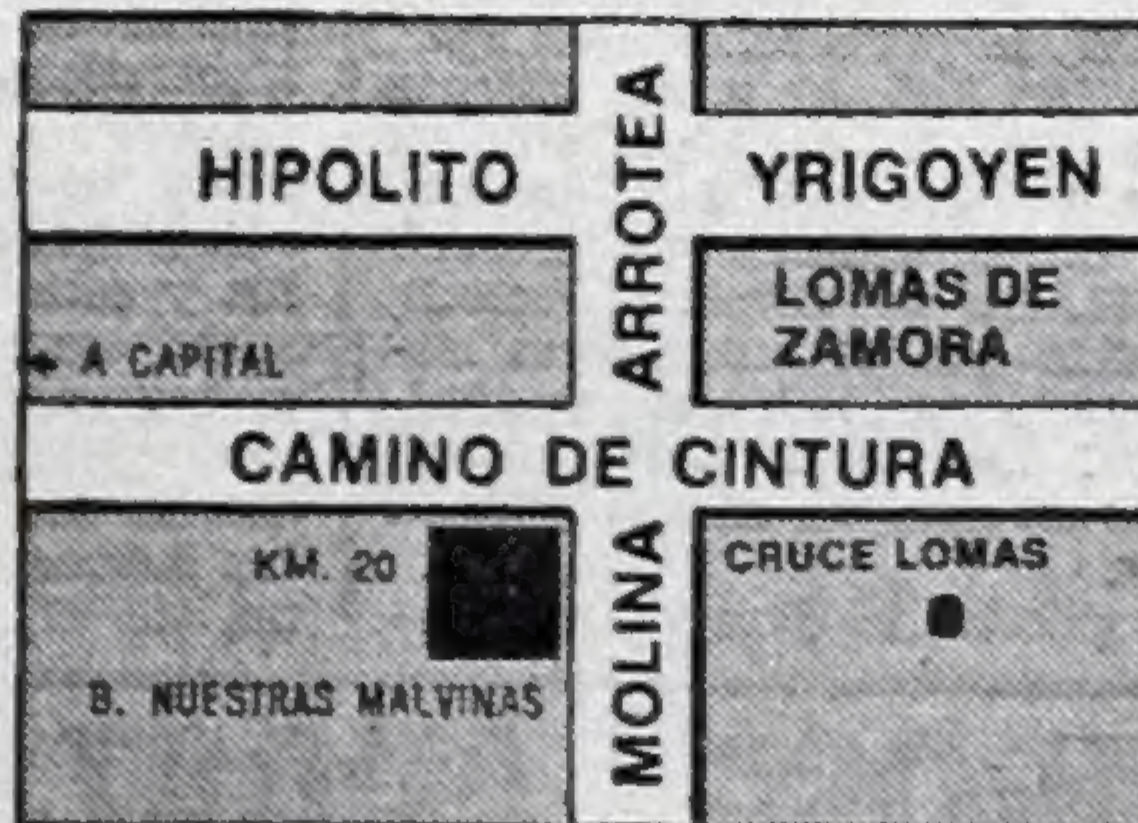 HIPOLITO YRIGOYEN
MOLINA ARROTEA
LOMAS DE
ZAMORA
A CAPITAL
CAMINO DE CINTURA
KM. 20
CRUCE LOMAS
B. NUESTRAS MALVINAS